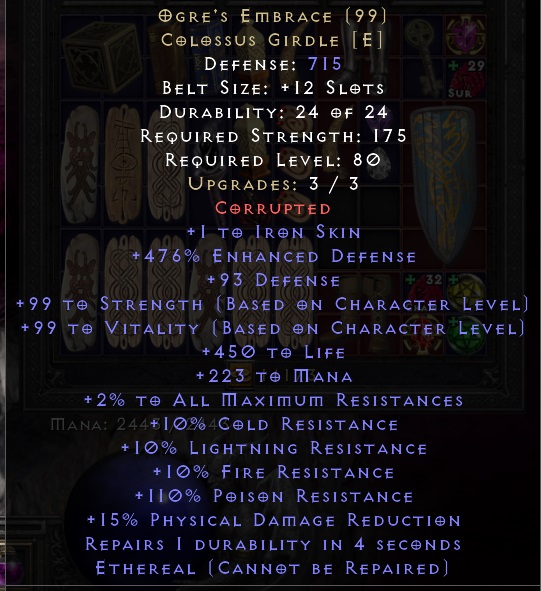 Ogre's Embrace (99)
Colossus Girdle [E]
Defense: 715
Belt Size: +12 Slots
Durability: 24 of 24
+29
Sur
Required Strength: 175
Required Level: 80
Upgrades: 3 / 3
Corrupted
+1 to Iron Skin
+476% Enhanced Defense
+93 Defense
+32
+99 to Strength (Based on Character Level)
+99 to Vitality (Based on Character Level)
+450 to Life
+223 to Mana
+2% to All Maximum Resistances
Mana:
+10% Cold Resistance
+10% Lightning Resistance
+10% Fire Resistance
+110% Poison Resistance
+15% Physical Damage Reduction
Repairs 1 durability in 4 seconds
Ethereal (Cannot be Repaired)